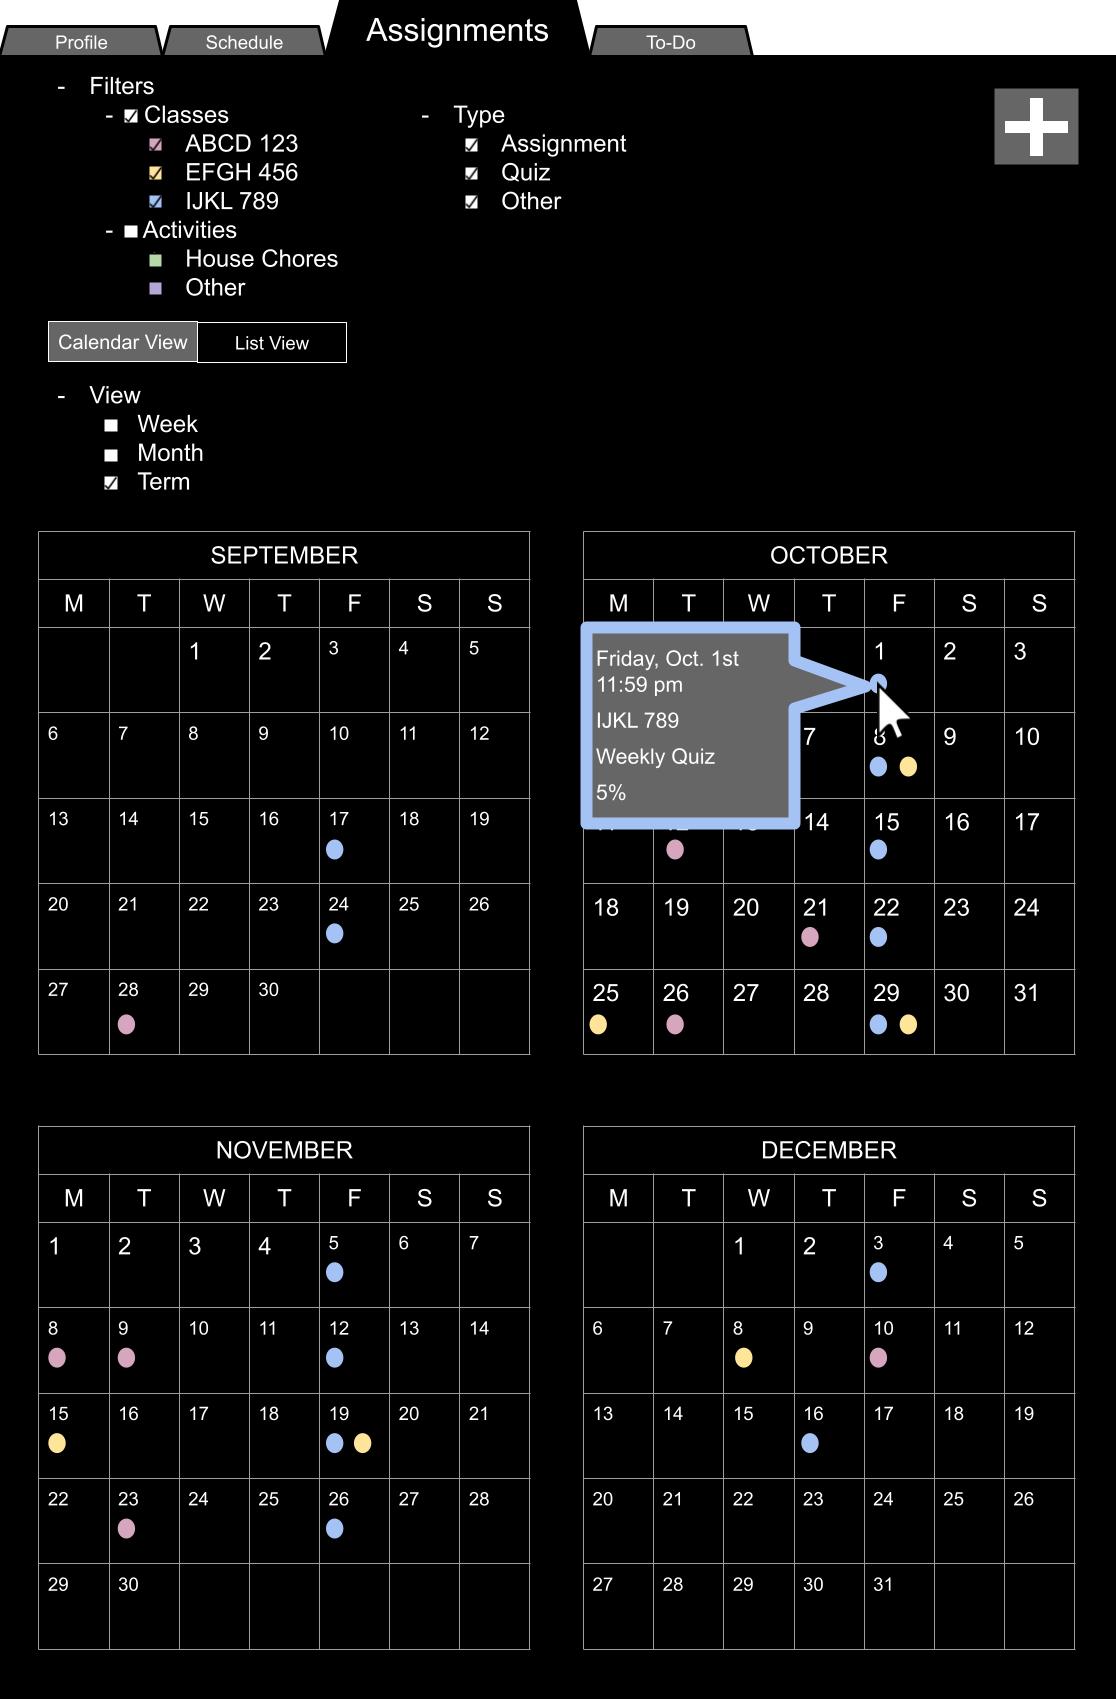 Profile
Schedule
Assignments
To-Do
- Filters
- Classes
ABCD 123
EFGH 456
IJKL 789
- Activities
House Chores
Other
- Type
Assignment
Quiz
Other
Calendar View
List View
- View
Week
Month
Term
SEPTEMBER
M T W T F S S
1 2 3 4 5
6 7 8 9 10 11 12
13 14 15 16 17 18 19
20 21 22 23 24 25 26
27 28 29 30
OCTOBER
M T W T F S S
1 2 3
Friday, Oct. 1st
11:59 pm
IJKL 789
Weekly Quiz
5%
7 8 9 10
14 15 16 17
18 19 20 21 22 23 24
25 26 27 28 29 30 31
NOVEMBER
M T W T F S S
1 2 3 4 5 6 7
8 9 10 11 12 13 14
15 16 17 18 19 20 21
22 23 24 25 26 27 28
29 30
DECEMBER
M T W T F S S
1 2 3 4 5
6 7 8 9 10 11 12
13 14 15 16 17 18 19
20 21 22 23 24 25 26
27 28 29 30 31